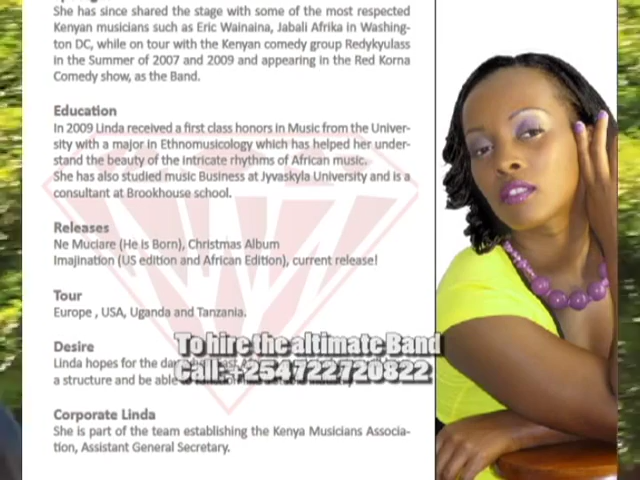 She has since shared the stage with some of the most respected
Kenyan musicians such as Eric Wainaina, Jabali Afrika in Washing-
ton DC, while on tour with the Kenyan comedy group Redykyulass
in the Summer of 2007 and 2009 and appearing in the Red Korna
Comedy show, as the Band.
Education
In 2009 Linda received a first class honors in Music from the Univer-
sity with a major in Ethnomusicology which has helped her under-
stand the beauty of the intricate rhythms of African music.
She has also studied music Business at Jyvaskyla University and is a
consultant at Brookhouse school.
Releases
Ne Muciare (He is Born), Christmas Album
Imajination (US edition and African Edition), current release!
Tour
Europe , USA, Uganda and Tanzania.
To hire the altimate Band
Call: +254722720822
Desire
Linda hopes for the
a structure and be able
Corporate Linda
She is part of the team establishing the Kenya Musicians Associa-
tion, Assistant General Secretary.